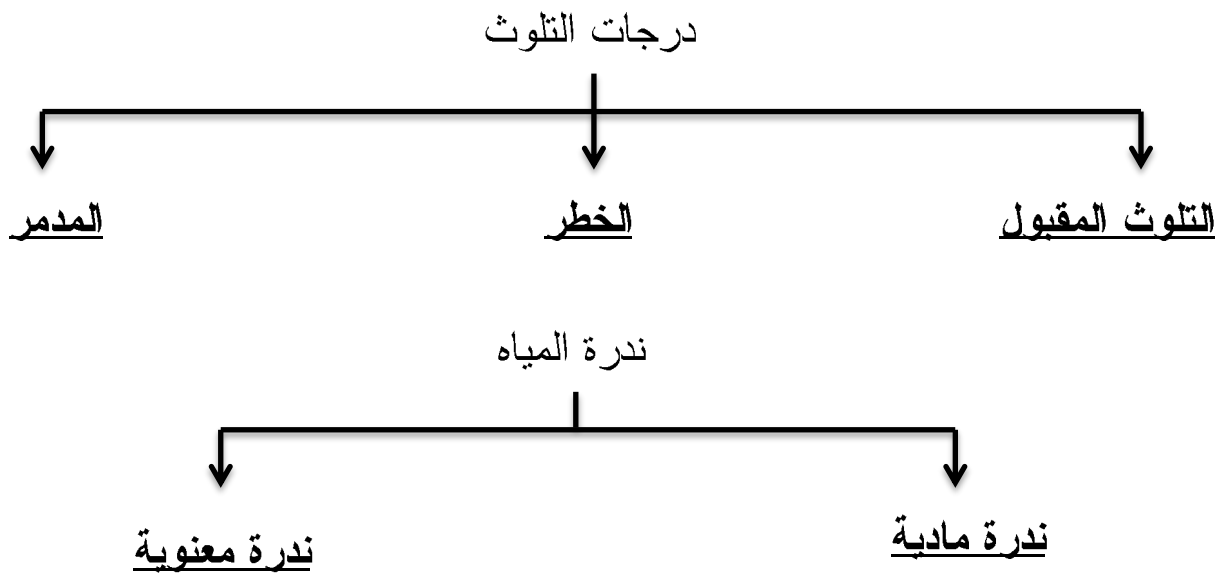 درجات التلوث
التلوث المقبول الخطر المدمر
ندرة المياه
ندرة مادية ندرة معنوية